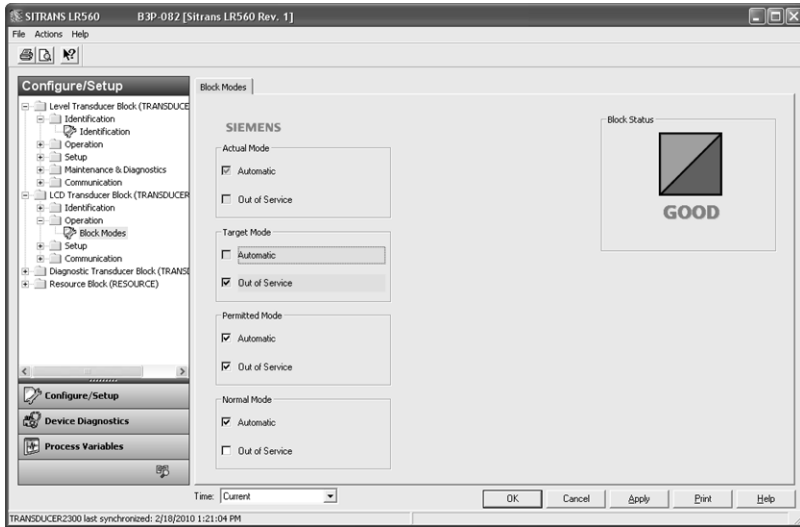 SITRANS LR560 B3P-082 [Sitrans LR560 Rev. 1]
File Actions Help
Configure/Setup
Level Transducer Block (TRANSDUCE
Identification
Identification
Operation
Setup
Maintenance & Diagnostics
Communication
LCD Transducer Block (TRANSDUCER
Identification
Operation
Block Modes
Setup
Communication
Diagnostic Transducer Block (TRANSD
Resource Block (RESOURCE)
Configure/Setup
Device Diagnostics
Process Variables
Block Modes
SIEMENS
Actual Mode
Automatic
Out of Service
Target Mode
Automatic
Out of Service
Permitted Mode
Automatic
Out of Service
Normal Mode
Automatic
Out of Service
Block Status
GOOD
Time: Current
OK Cancel Apply Print Help
TRANSDUCER2300 last synchronized: 2/18/2010 1:21:04 PM